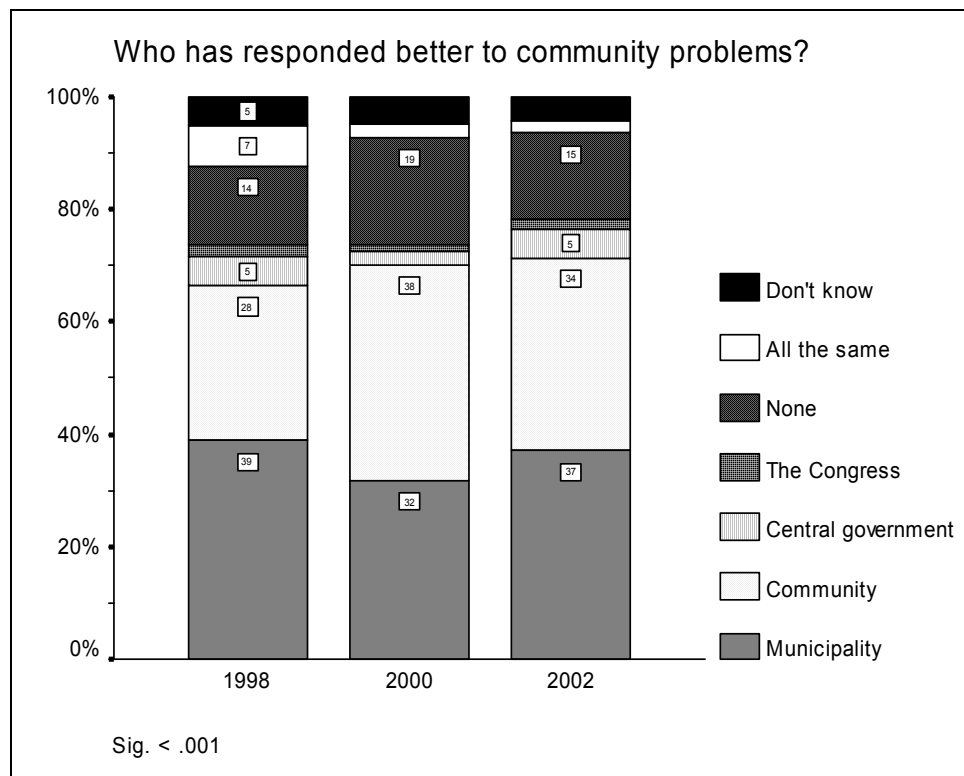 Who has responded better to community problems?
100%
80%
60%
40%
20%
0%
5
7
14
5
28
39
19
38
32
15
5
34
37
1998 2000 2002
Don't know
All the same
None
The Congress
Central government
Community
Municipality
Sig. < .001